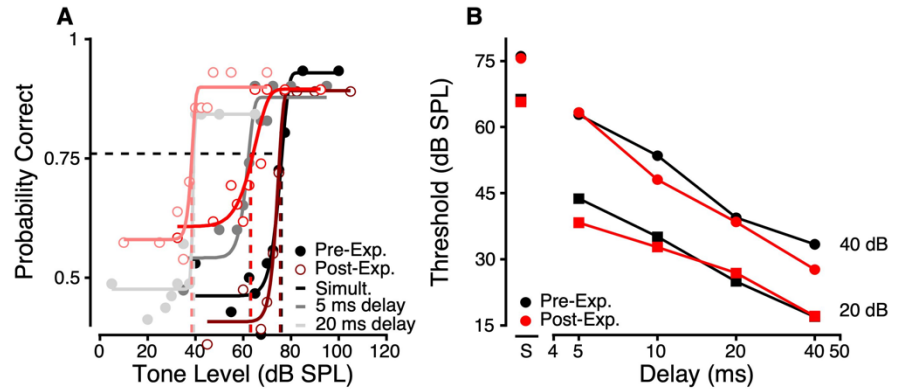 A
B
1
0.75
0.5
Probability Correct
Pre-Exp.
Post-Exp.
Simult.
5 ms delay
20 ms delay
0 20 40 60 80 100 120
Tone Level (dB SPL)
75
60
45
30
15
Threshold (dB SPL)
40 dB
20 dB
Pre-Exp.
Post-Exp.
S 4 5 10 20 40 50
Delay (ms)